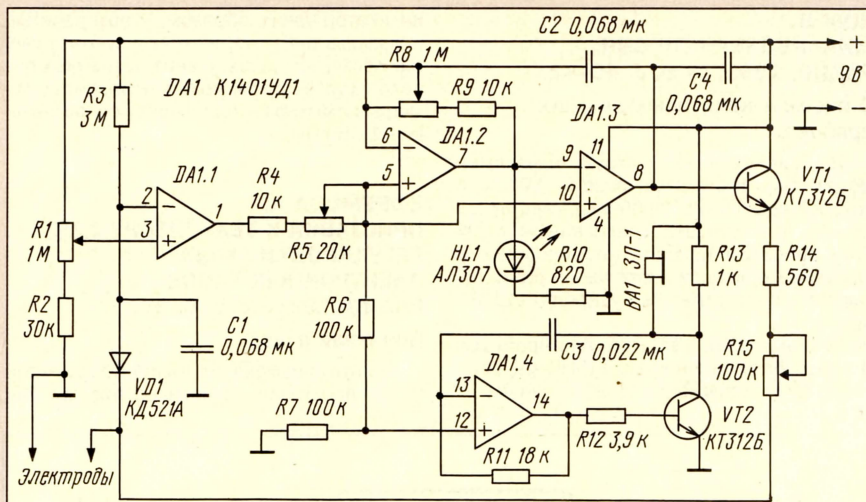 C2 0,068 мк
R8 1 М
+
DA1 К1401УД1
R3
3М
R9 10к
C4
0,068 мк
9В
−
DA1.3
11
6
−
DA1.2
7
9
−
8
5
+
10
+
4
VT1
КТ312Б
DA1.1
2
−
1
3
+
R4
10к
R1
1М
R5 20к
HL1
АЛ307
R10
820
BA1 ЗП-1
R13
1к
R14
560
R2
30к
C1
0,068 мк
R6
100к
C3 0,022 мк
R15
100к
VD1
КД521А
DA1.4
13
−
14
12
+
R7 100к
R12 3,9 к
VT2
КТ312Б
R11 18 к
Электроды